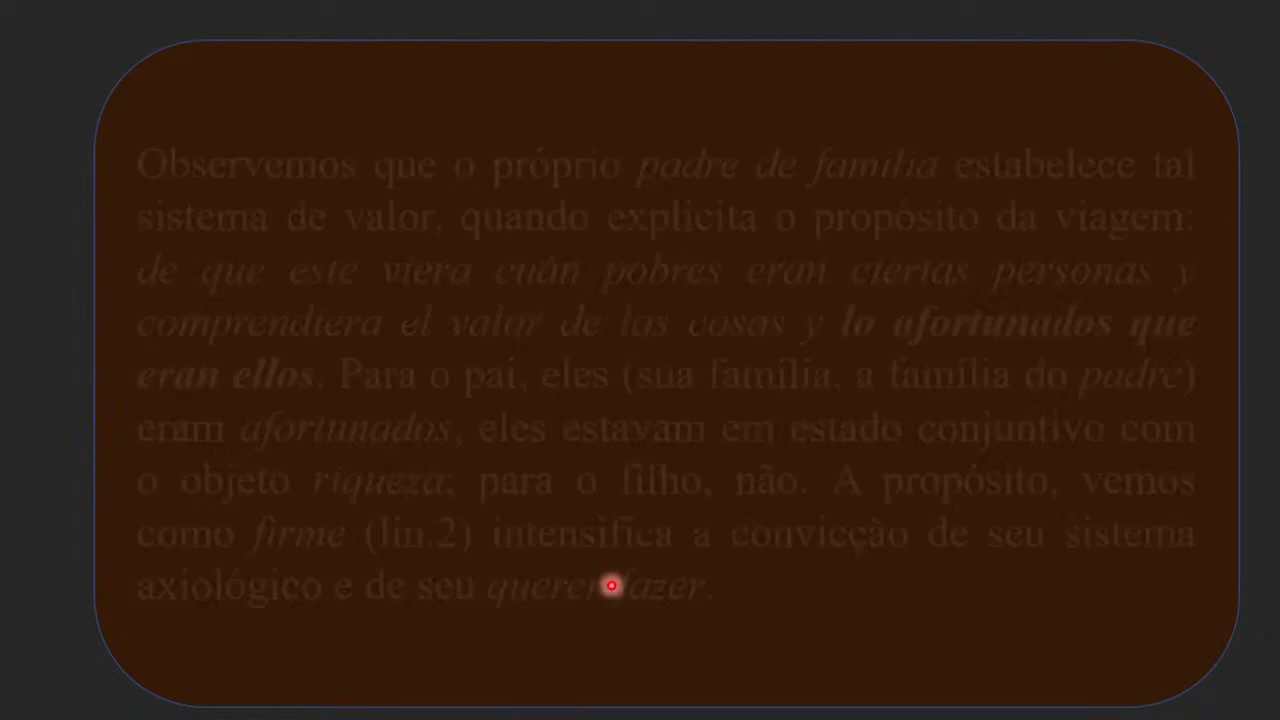 Observemos que o próprio padre de familia estabelece tal
sistema de valor, quando explicita o propósito da viagem:
de que este viera cuán pobres eran ciertas personas y
comprendiera el valor de las cosas y lo afortunados que
eran ellos. Para o pai, eles (sua família, a família do padre)
eram afortunados, eles estavam em estado conjuntivo com
o objeto riqueza; para o filho, não. A propósito, vemos
como firme (lin.2) intensifica a convicção de seu sistema
axiológico e de seu querer fazer.